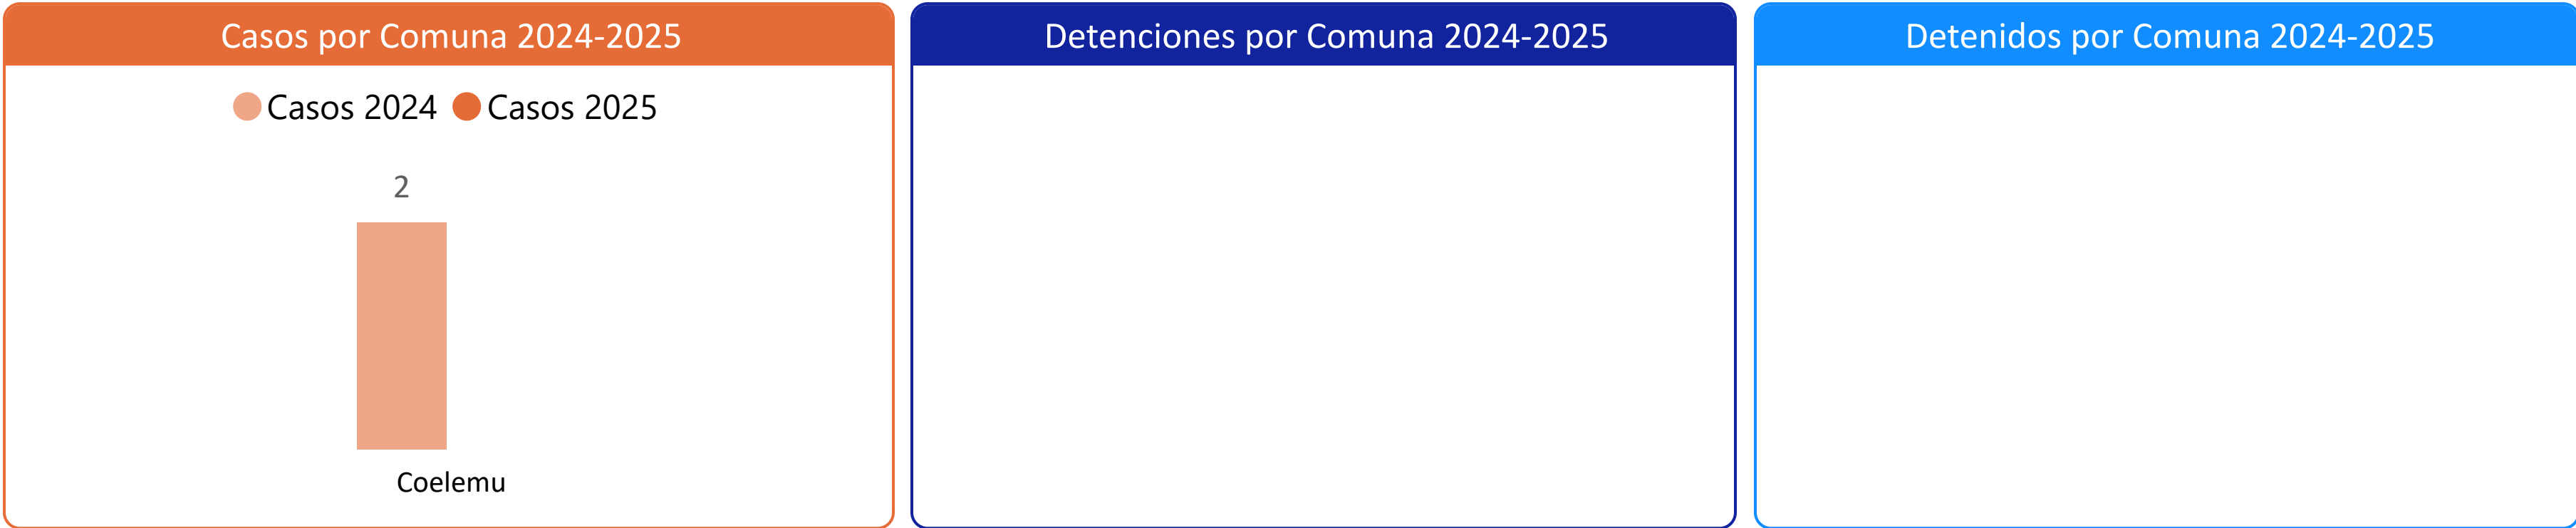 Casos por Comuna 2024-2025
Casos 2024 Casos 2025
2
Coelemu
Detenciones por Comuna 2024-2025
Detenidos por Comuna 2024-2025